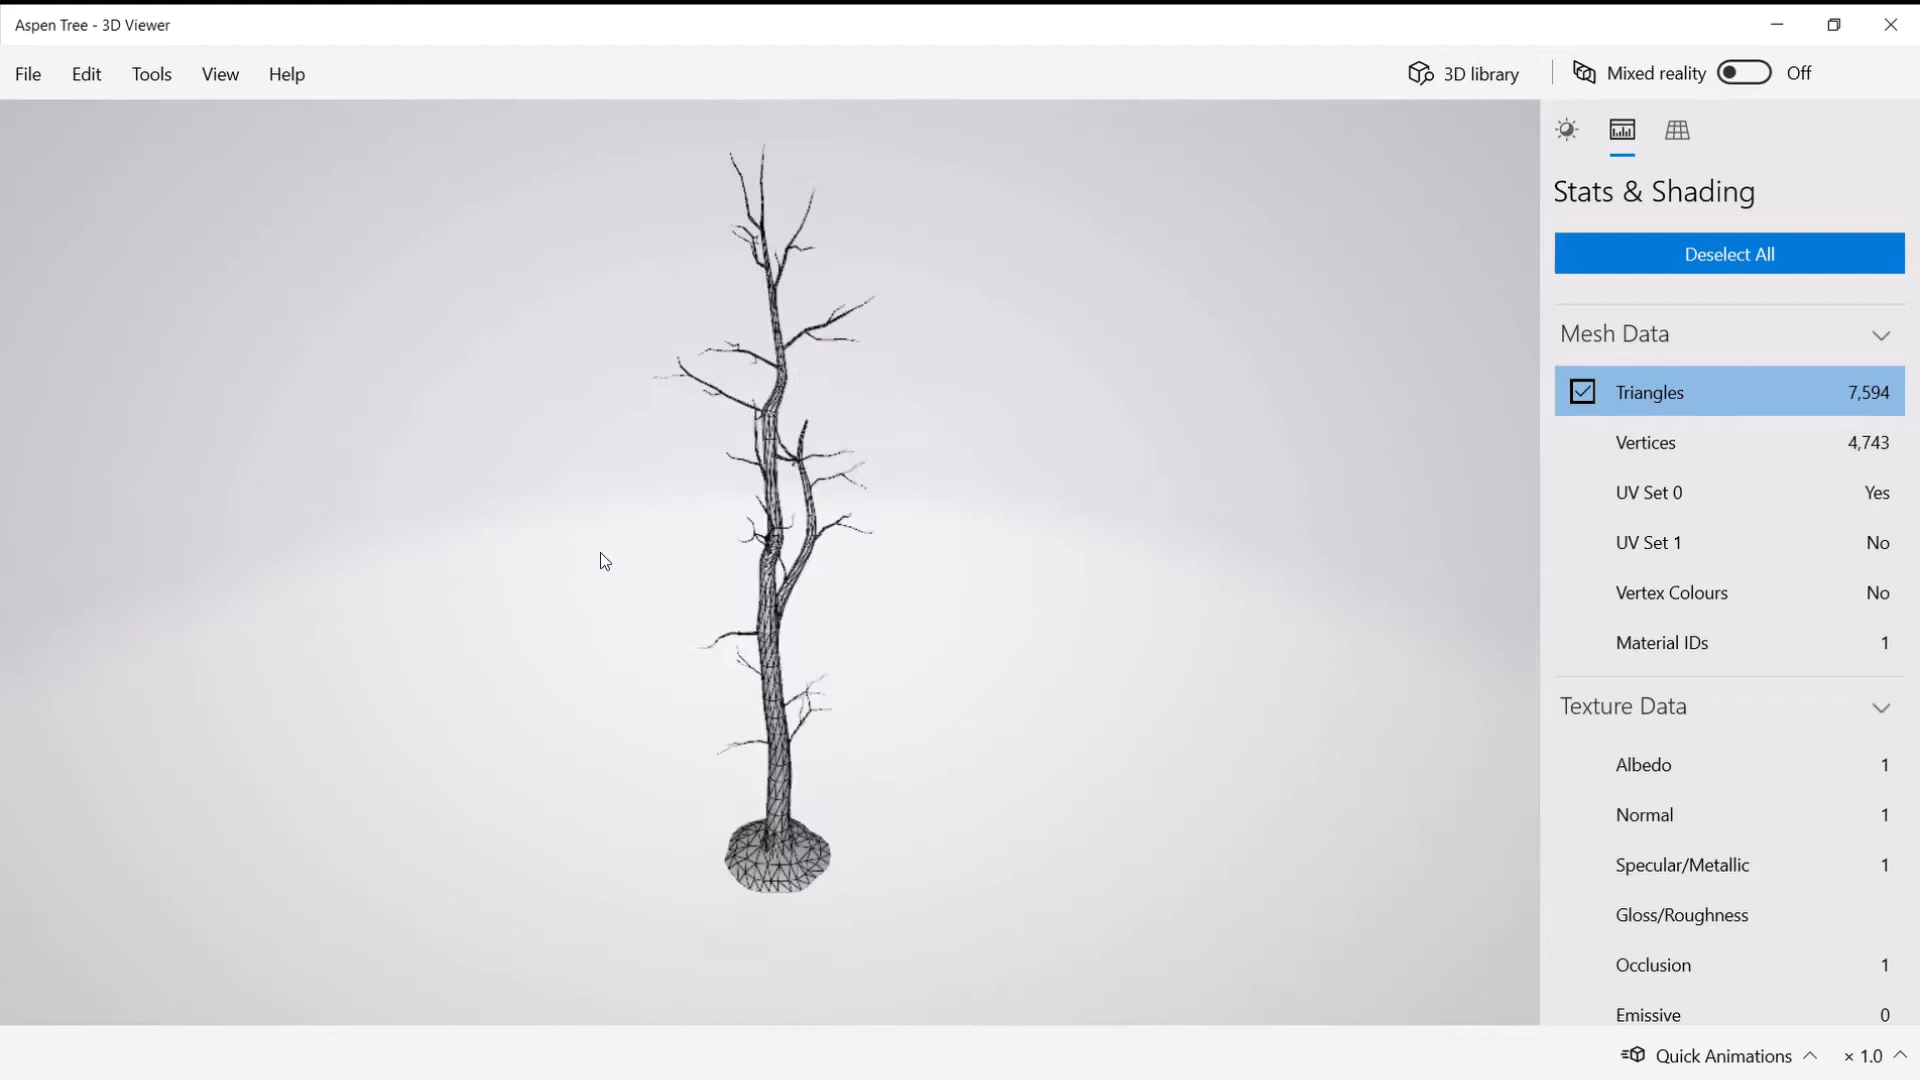 Aspen Tree - 3D Viewer
File Edit Tools View Help 3D library Mixed reality Off
Stats & Shading
Deselect All
Mesh Data
Triangles 7,594
Vertices 4,743
UV Set 0 Yes
UV Set 1 No
Vertex Colours No
Material IDs 1
Texture Data
Albedo 1
Normal 1
Specular/Metallic 1
Gloss/Roughness
Occlusion 1
Emissive 0
Quick Animations × 1.0